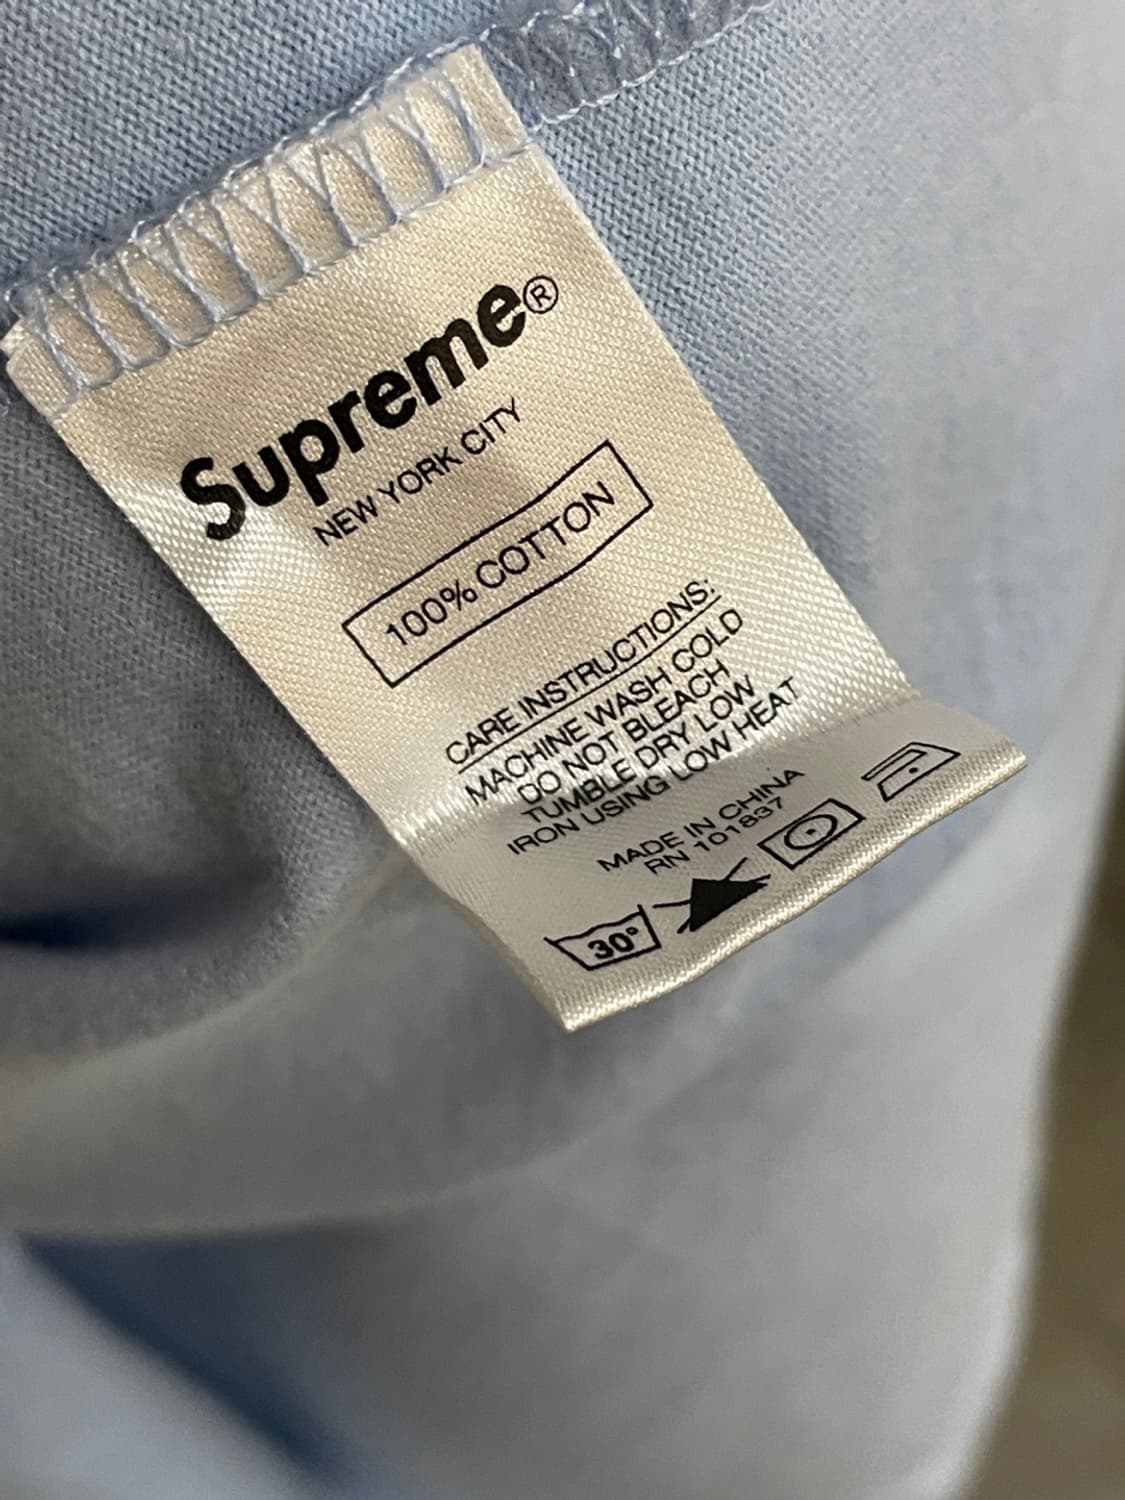 Supreme®
NEW YORK CITY
100% COTTON
CARE INSTRUCTIONS:
MACHINE WASH COLD
DO NOT BLEACH
TUMBLE DRY LOW
IRON USING LOW HEAT
MADE IN CHINA
RN 101837
30°